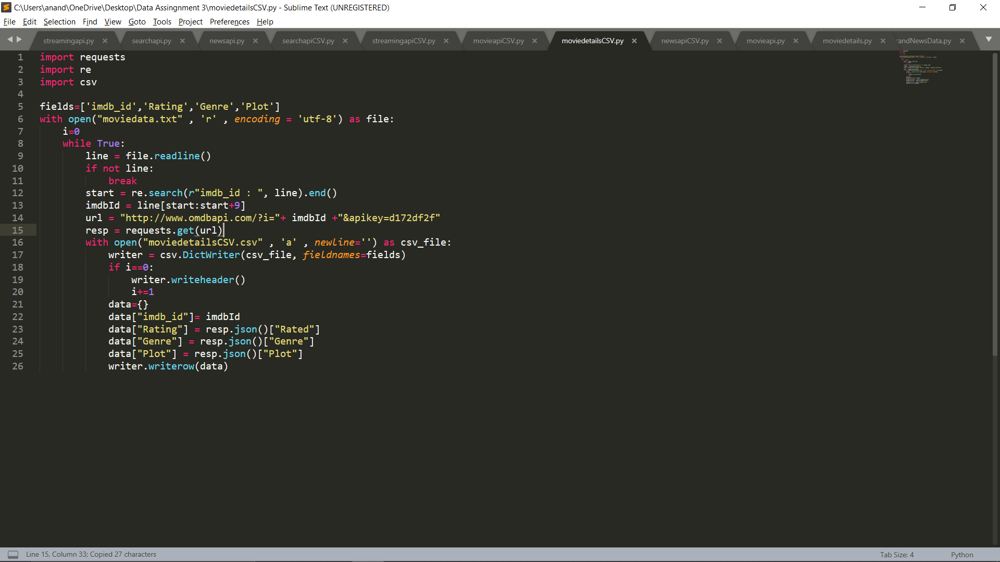 C:\Users\anand\OneDrive\Desktop\Data Assingnment 3\moviedetailsCSV.py - Sublime Text (UNREGISTERED)
File Edit Selection Find View Goto Tools Project Preferences Help
streamingapi.py searchapi.py newsapi.py searchapiCSV.py streamingapiCSV.py movieapiCSV.py moviedetailsCSV.py newsapiCSV.py movieapi.py moviedetails.py randNewsData.py
1 import requests
2 import re
3 import csv
4
5 fields=['imdb_id','Rating','Genre','Plot']
6 with open("moviedata.txt" , 'r' , encoding = 'utf-8') as file:
7     i=0
8     while True:
9         line = file.readline()
10         if not line:
11             break
12         start = re.search(r"imdb_id : ", line).end()
13         imdbId = line[start:start+9]
14         url = "http://www.omdbapi.com/?i="+ imdbId +"&apikey=d172df2f"
15         resp = requests.get(url)
16         with open("moviedetailsCSV.csv" , 'a' , newline='') as csv_file:
17             writer = csv.DictWriter(csv_file, fieldnames=fields)
18             if i==0:
19                 writer.writeheader()
20                 i+=1
21             data={}
22             data["imdb_id"]= imdbId
23             data["Rating"] = resp.json()["Rated"]
24             data["Genre"] = resp.json()["Genre"]
25             data["Plot"] = resp.json()["Plot"]
26             writer.writerow(data)
Line 15, Column 33; Copied 27 characters
Tab Size: 4
Python